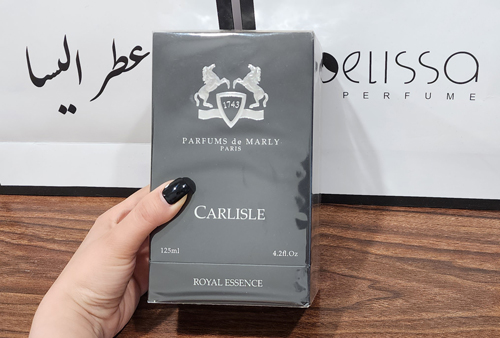 عطر اليسا
elissa
PERFUME
1743
PARFUMS de MARLY
PARIS
CARLISLE
125ml
4.2fl.Oz
ROYAL ESSENCE